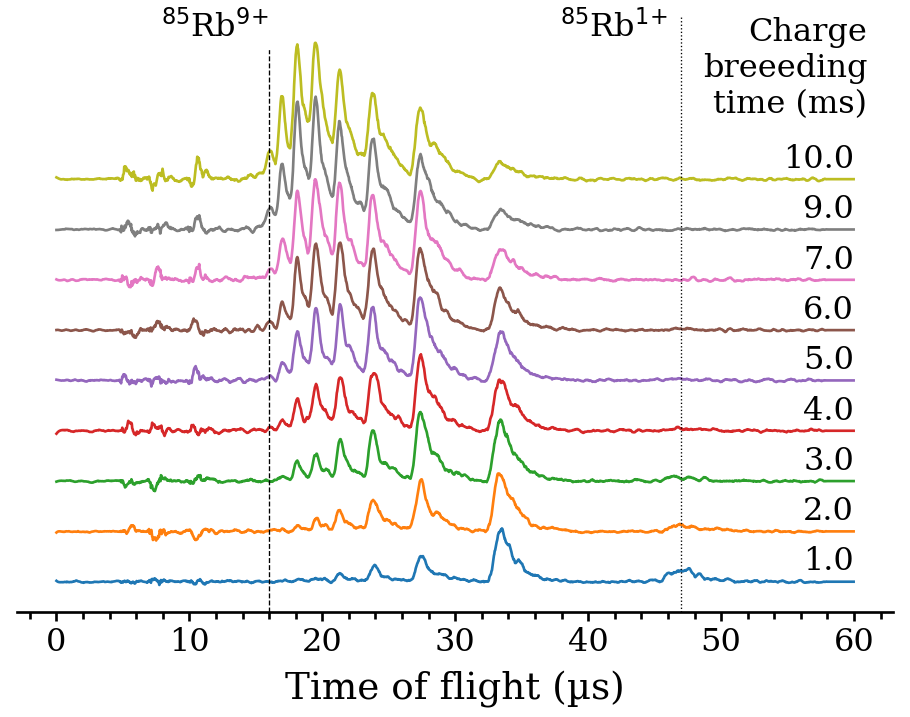 ⁸⁵Rb⁹⁺ ⁸⁵Rb¹⁺ Charge
breeeding
time (ms)
10.0
9.0
7.0
6.0
5.0
4.0
3.0
2.0
1.0
0 10 20 30 40 50 60
Time of flight (µs)